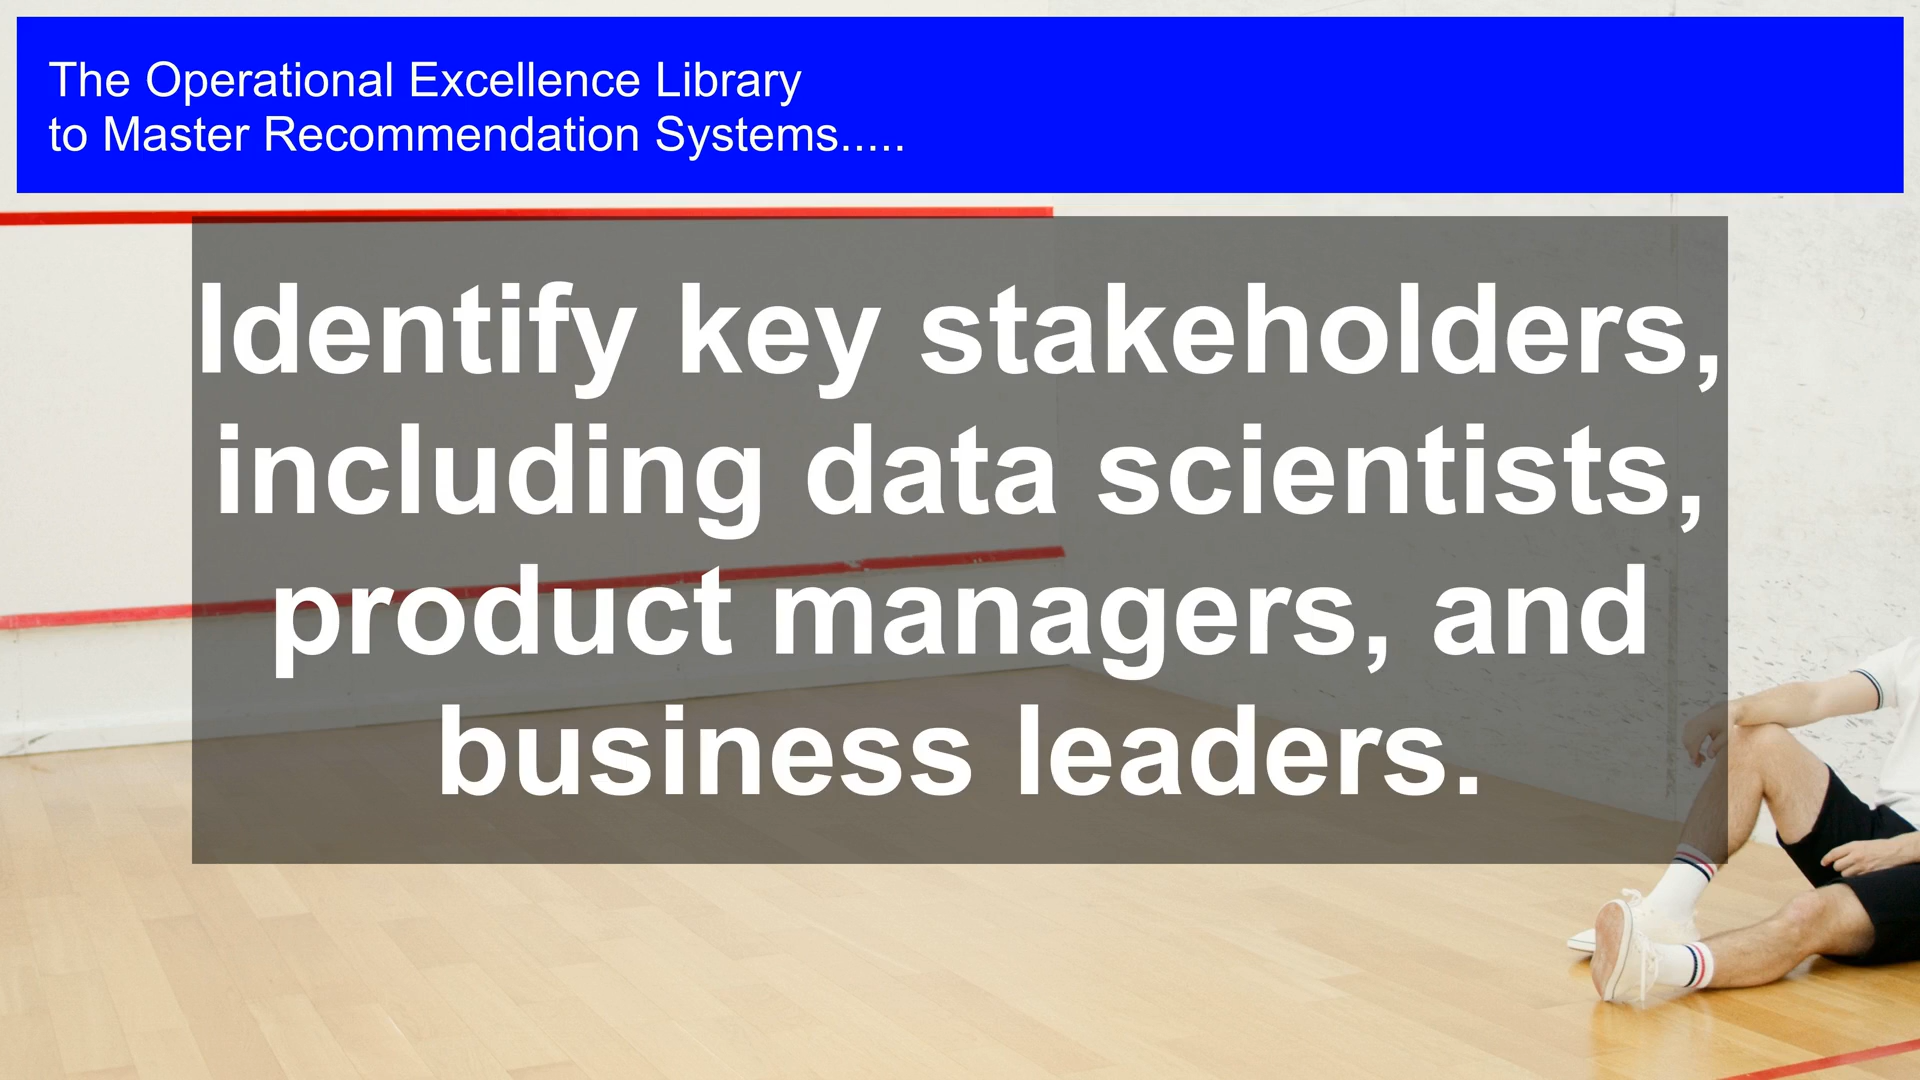 The Operational Excellence Library
to Master Recommendation Systems.....
Identify key stakeholders,
including data scientists,
product managers, and
business leaders.